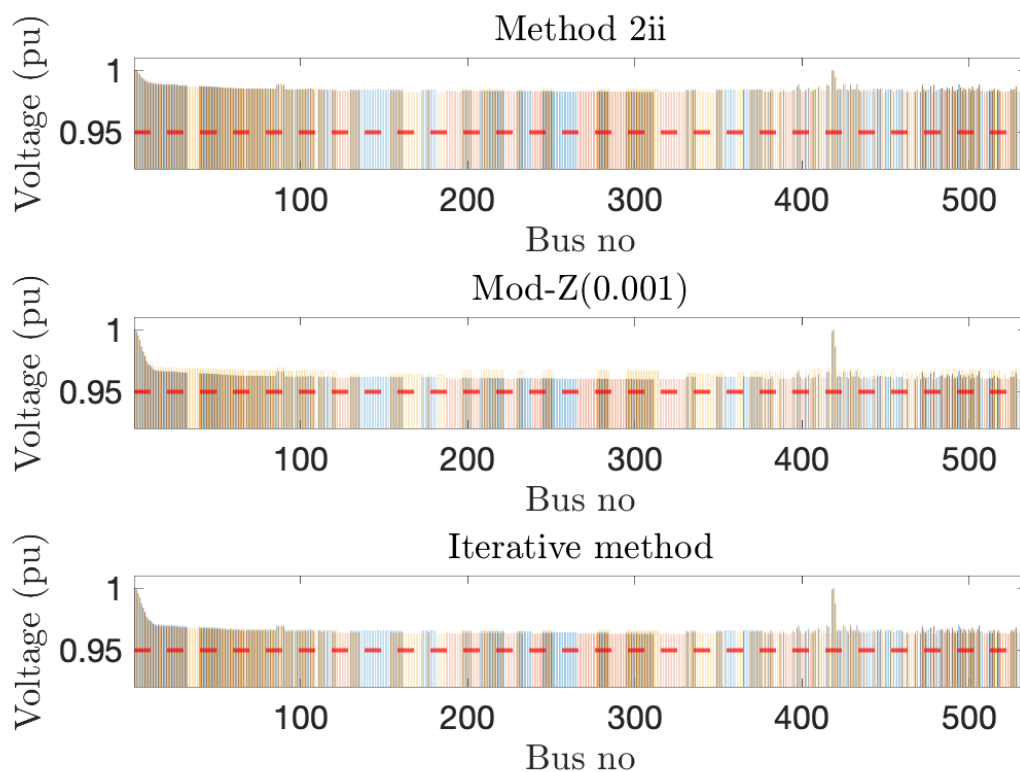 Method 2ii
Voltage (pu)
1
0.95
100 200 300 400 500
Bus no
Mod-Z(0.001)
Voltage (pu)
1
0.95
100 200 300 400 500
Bus no
Iterative method
Voltage (pu)
1
0.95
100 200 300 400 500
Bus no